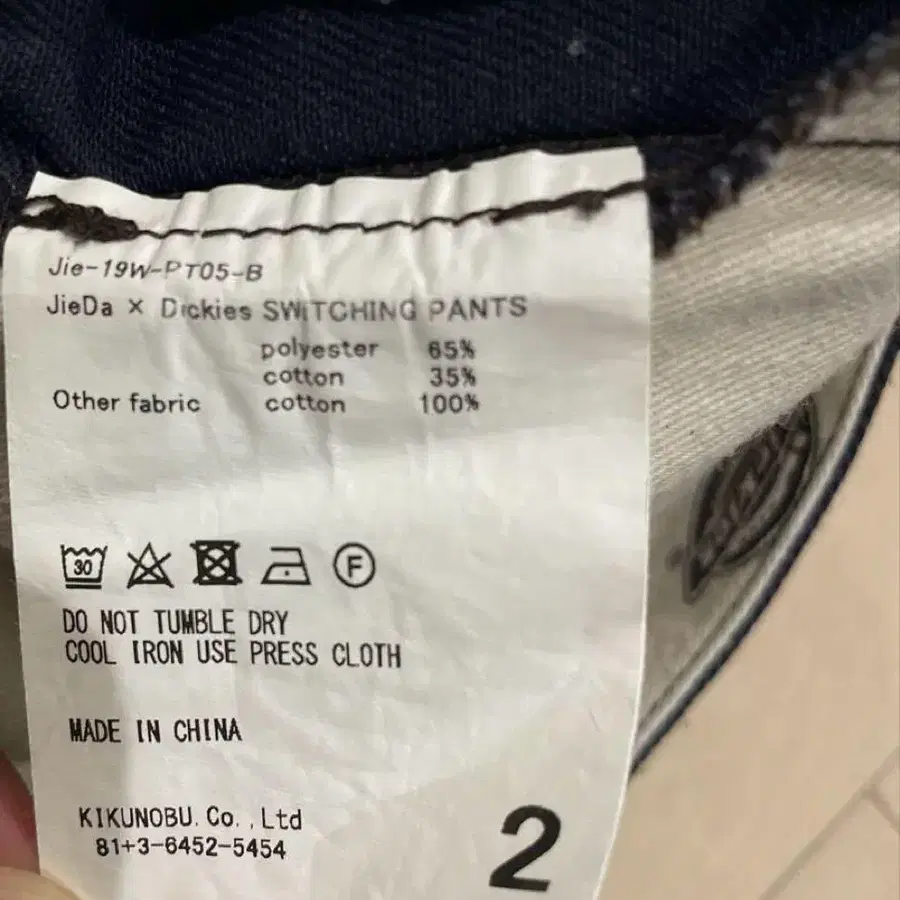 Jie-19W-PT05-B
JieDa × Dickies SWITCHING PANTS
polyester 65%
cotton 35%
Other fabric cotton 100%
30
F
DO NOT TUMBLE DRY
COOL IRON USE PRESS CLOTH
MADE IN CHINA
KIKUNOBU.Co.,Ltd
81+3-6452-5454
2